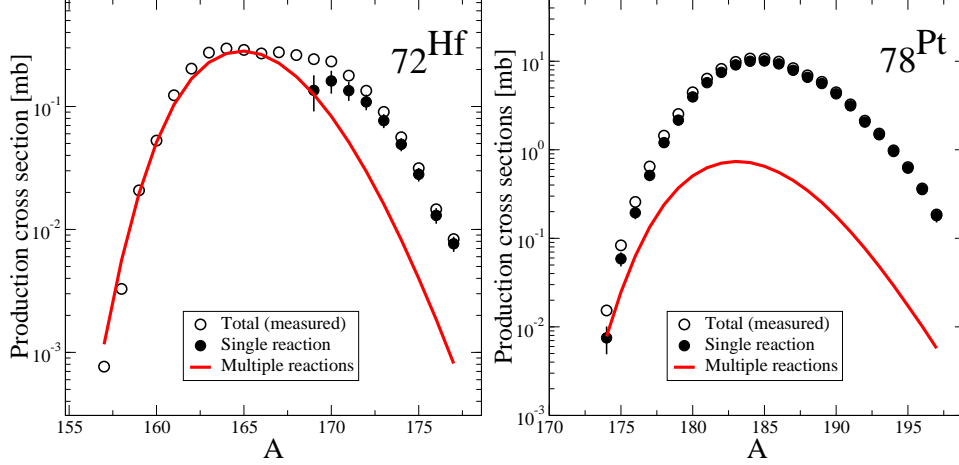 Production cross section [mb]
10^-1
10^-2
10^-3
72Hf
Total (measured)
Single reaction
Multiple reactions
155 160 165 170 175
A
Production cross sections [mb]
10^1
10^0
10^-1
10^-2
10^-3
78Pt
Total (measured)
Single reaction
Multiple reactions
170 175 180 185 190 195
A